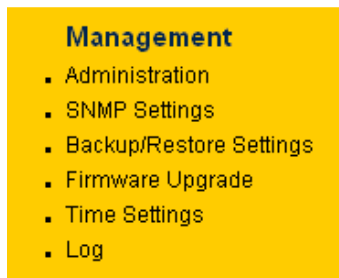 Management
Administration
SNMP Settings
Backup/Restore Settings
Firmware Upgrade
Time Settings
Log